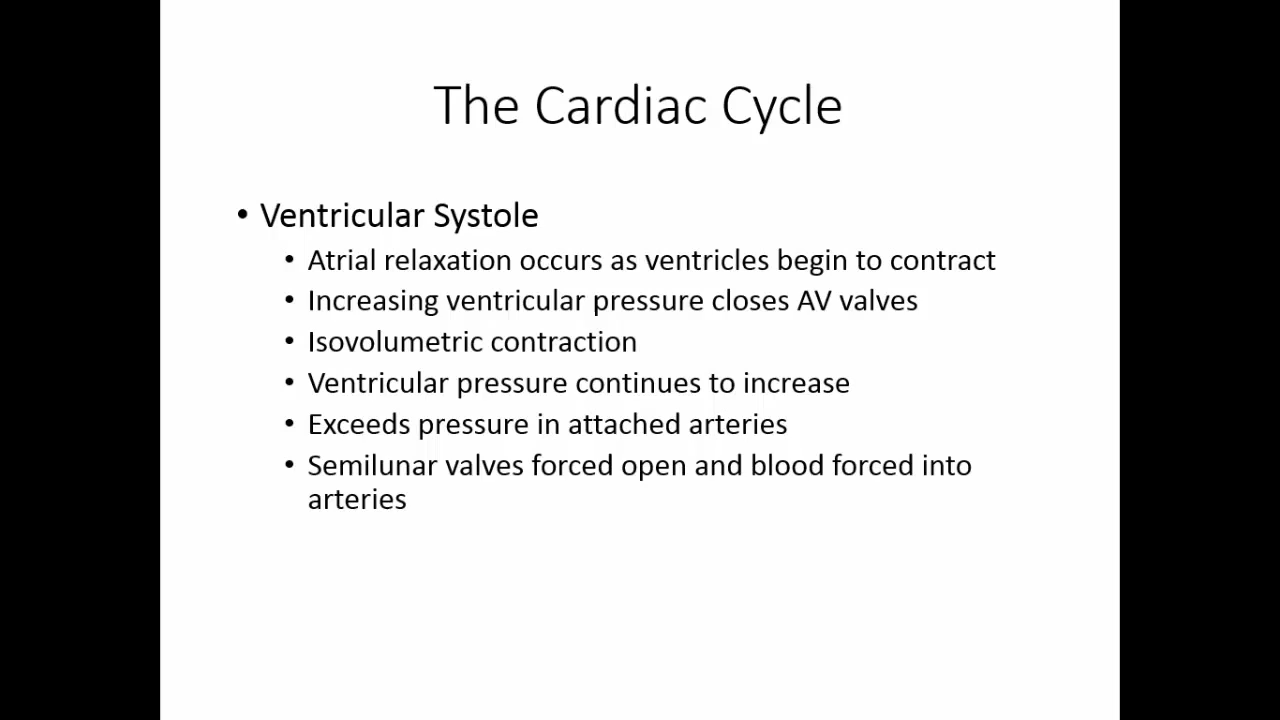 The Cardiac Cycle
• Ventricular Systole
• Atrial relaxation occurs as ventricles begin to contract
• Increasing ventricular pressure closes AV valves
• Isovolumetric contraction
• Ventricular pressure continues to increase
• Exceeds pressure in attached arteries
• Semilunar valves forced open and blood forced into
arteries